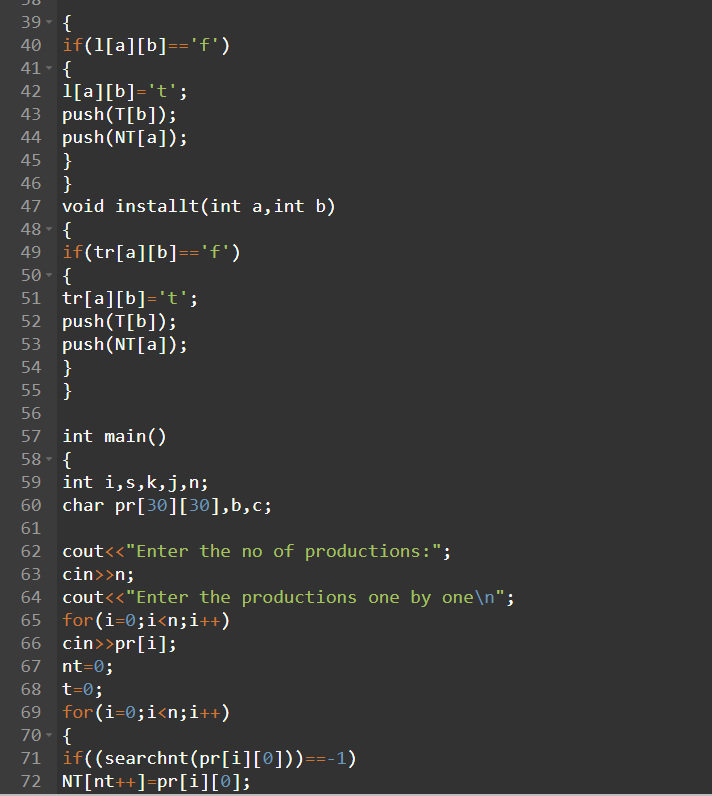 39 {
40 if(l[a][b]=='f')
41 {
42 l[a][b]='t';
43 push(T[b]);
44 push(NT[a]);
45 }
46 }
47 void installt(int a,int b)
48 {
49 if(tr[a][b]=='f')
50 {
51 tr[a][b]='t';
52 push(T[b]);
53 push(NT[a]);
54 }
55 }
56
57 int main()
58 {
59 int i,s,k,j,n;
60 char pr[30][30],b,c;
61
62 cout<<"Enter the no of productions:";
63 cin>>n;
64 cout<<"Enter the productions one by one\n";
65 for(i=0;i<n;i++)
66 cin>>pr[i];
67 nt=0;
68 t=0;
69 for(i=0;i<n;i++)
70 {
71 if((searchnt(pr[i][0]))==-1)
72 NT[nt++]=pr[i][0];